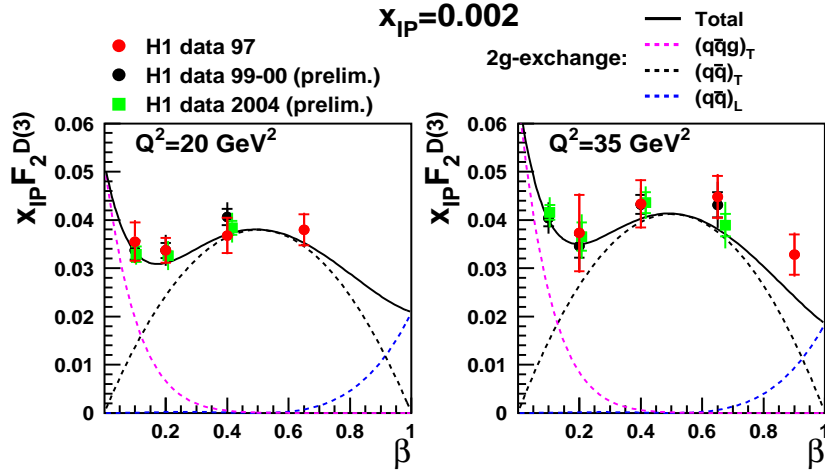 x_IP=0.002
H1 data 97
H1 data 99-00 (prelim.)
H1 data 2004 (prelim.)
2g-exchange:
Total
(qq̄g)_T
(qq̄)_T
(qq̄)_L
x_IP F_2^D(3)
Q²=20 GeV²
0.06
0.05
0.04
0.03
0.02
0.01
0
0.2 0.4 0.6 0.8 1
β
x_IP F_2^D(3)
Q²=35 GeV²
0.06
0.05
0.04
0.03
0.02
0.01
0
0.2 0.4 0.6 0.8 1
β